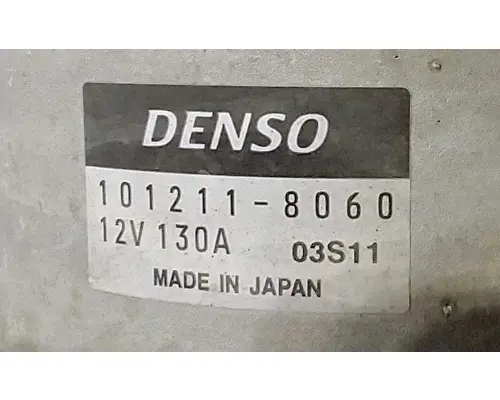 DENSO
101211-8060
12V 130A 03S11
MADE IN JAPAN